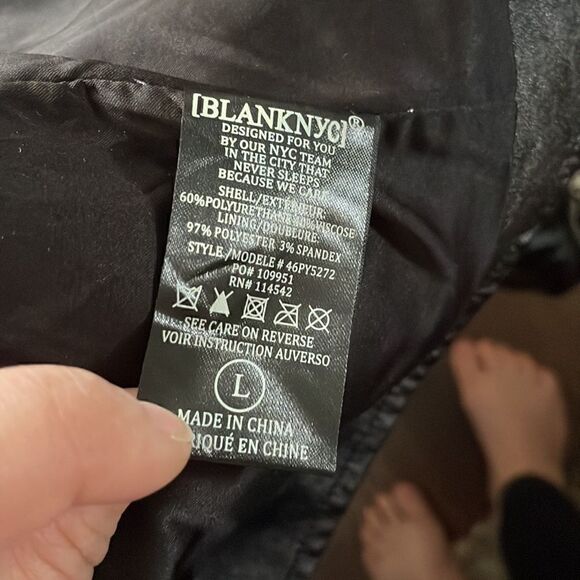 [BLANKNYC]®
DESIGNED FOR YOU
BY OUR NYC TEAM
IN THE CITY THAT
NEVER SLEEPS
BECAUSE WE CAN
SHELL/EXTERIEUR:
60%POLYURETHANE 40%VISCOSE
LINING/DOUBLURE:
97% POLYESTER 3% SPANDEX
STYLE/MODELE # 46PY5272
PO# 109951
RN# 114542
SEE CARE ON REVERSE
VOIR INSTRUCTION AUVERSO
L
MADE IN CHINA
RIQUÉ EN CHINE